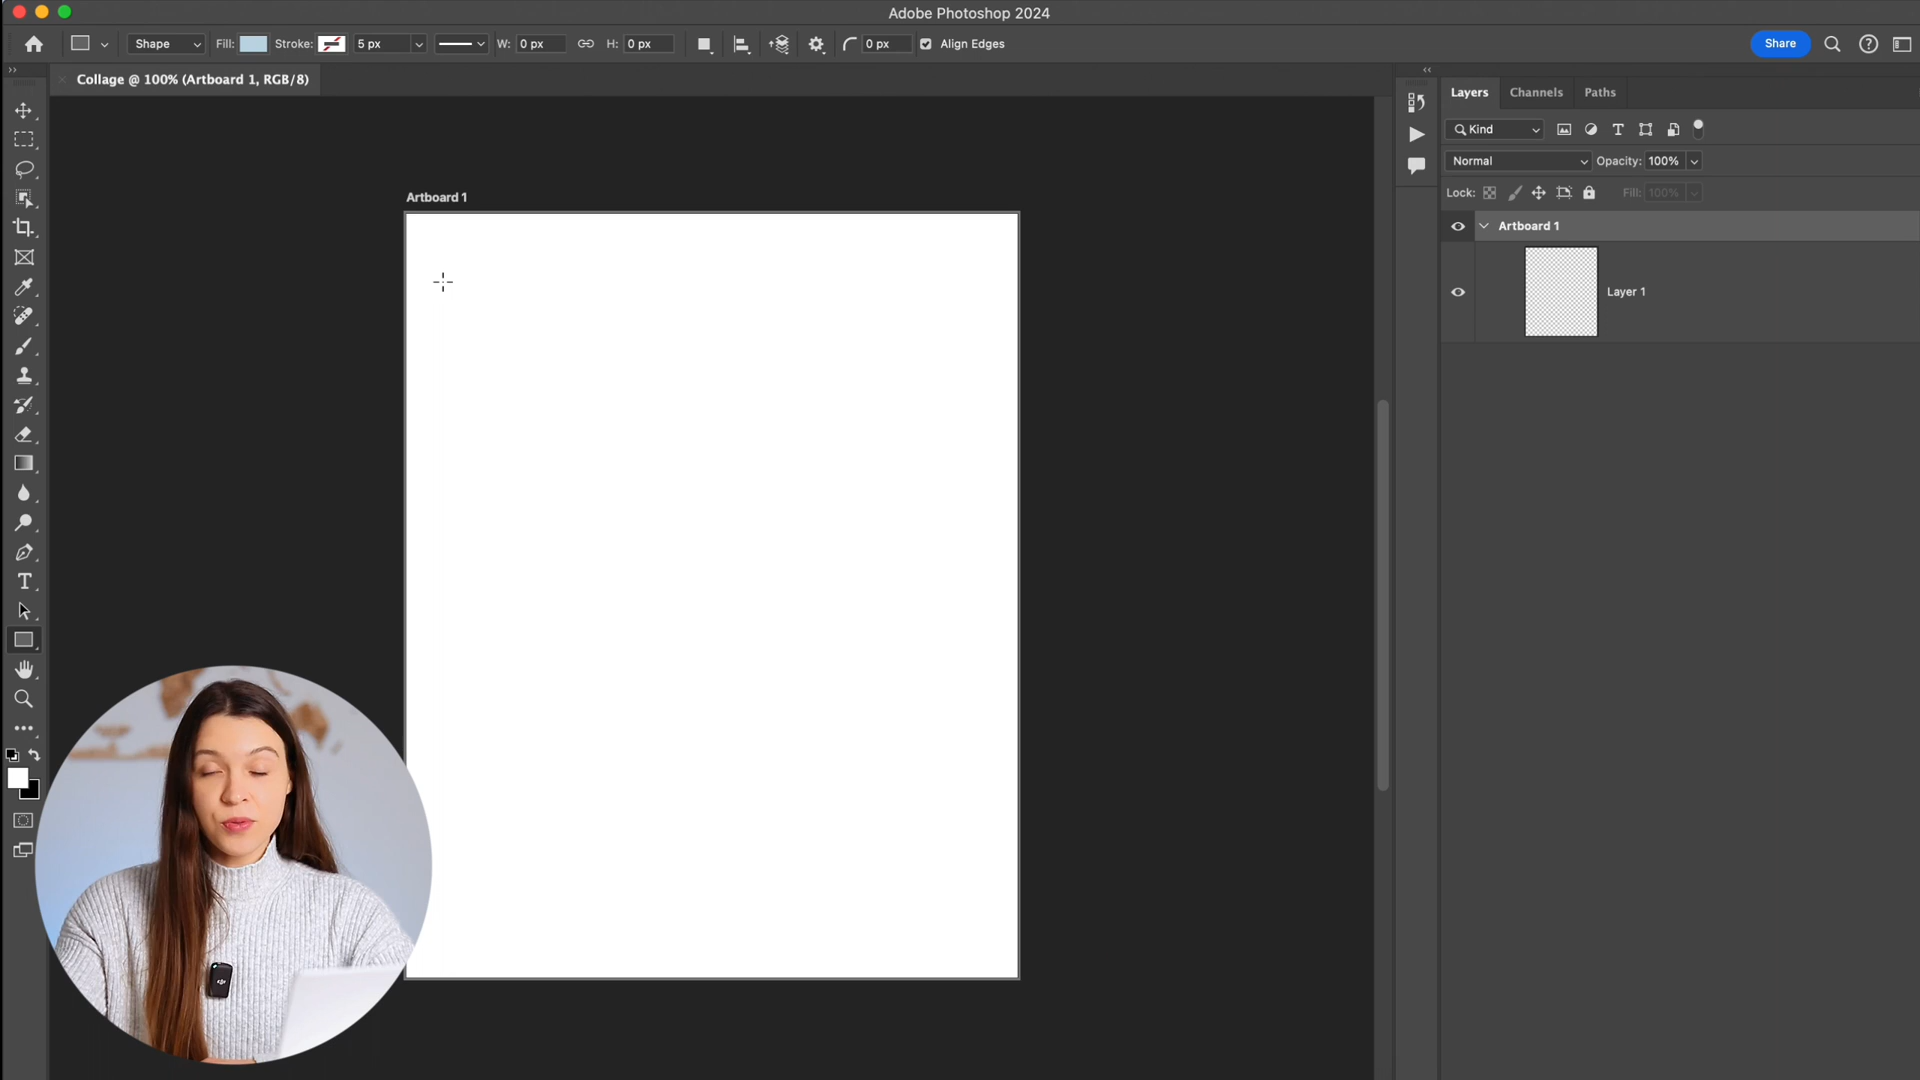 Adobe Photoshop 2024
Shape Fill: Stroke: 5 px W: 0 px H: 0 px 0 px Align Edges Share
Collage @ 100% (Artboard 1, RGB/8)
Layers Channels Paths
Kind
Normal Opacity: 100%
Lock: Fill: 100%
Artboard 1
Artboard 1
Layer 1